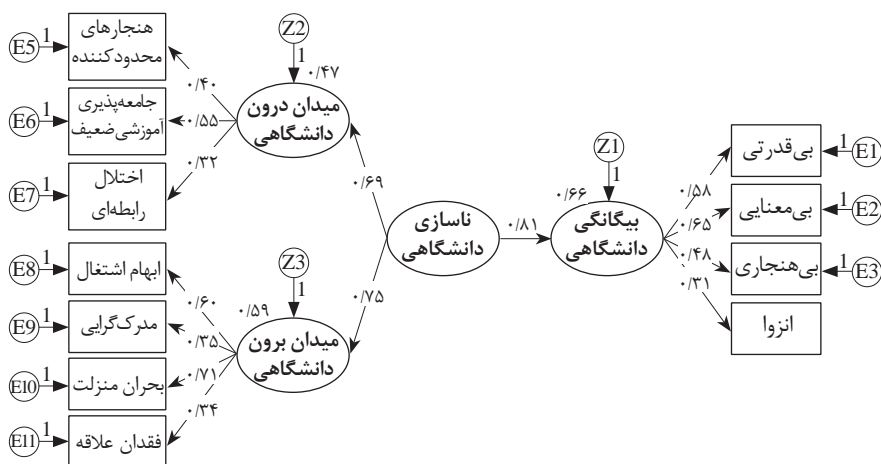 Z2
1
۰/۴۷
میدان درون
دانشگاهی
E5
1
هنجارهای
محدودکننده
۰/۴۰
E6
1
جامعه‌پذیری
آموزشی ضعیف
۰/۵۵
E7
1
اختلال
رابطه‌ای
۰/۳۲
۰/۶۹
ناسازی
دانشگاهی
۰/۸۱
Z1
1
۰/۶۶
بیگانگی
دانشگاهی
بی‌قدرتی
1
E1
۰/۵۸
بی‌معنایی
1
E2
۰/۶۵
بی‌هنجاری
1
E3
۰/۴۸
انزوا
۰/۳۱
۰/۷۵
Z3
1
۰/۵۹
میدان برون
دانشگاهی
E8
1
ابهام اشتغال
۰/۶۰
E9
1
مدرک‌گرایی
۰/۳۵
E10
1
بحران منزلت
۰/۷۱
E11
1
فقدان علاقه
۰/۳۴